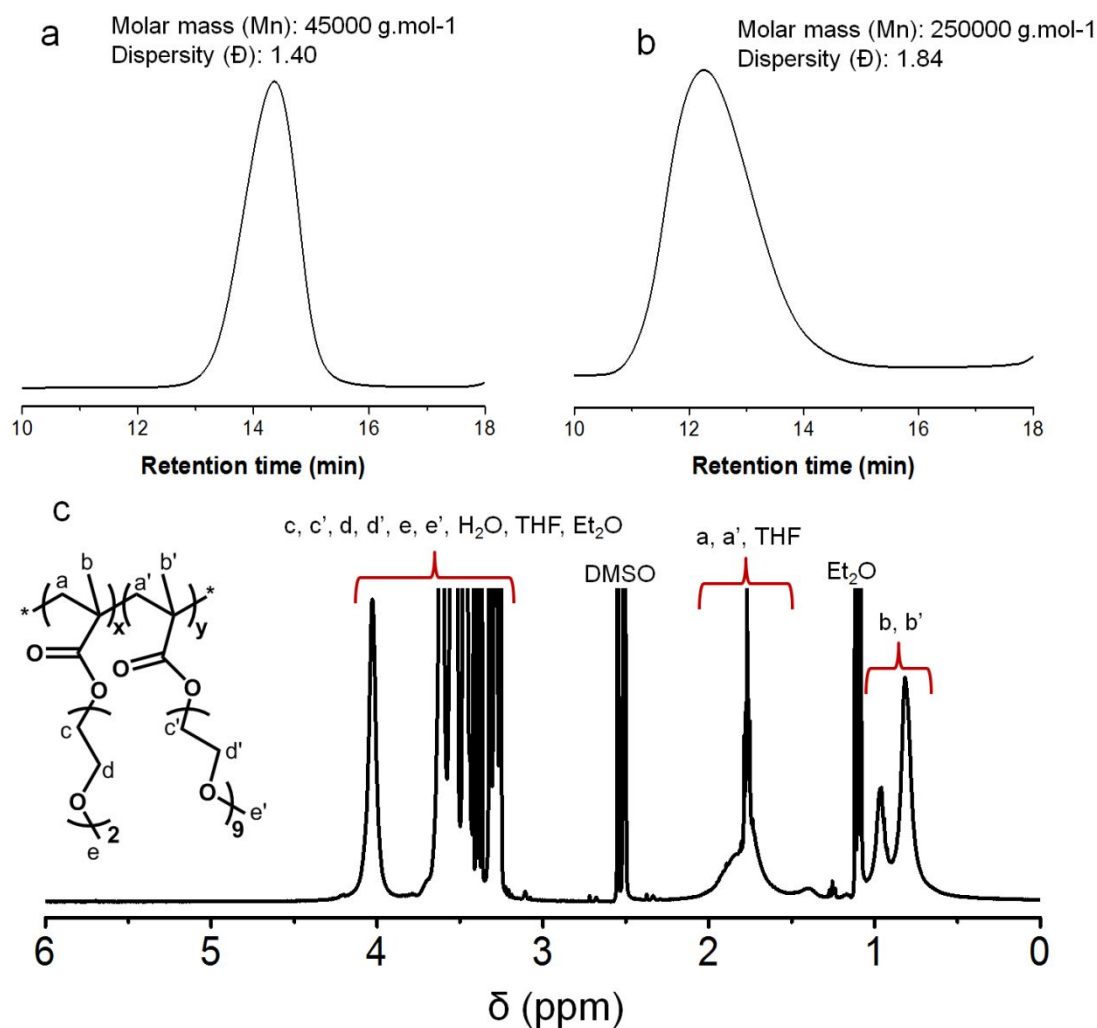 a
Molar mass (Mn): 45000 g.mol-1
Dispersity (Đ): 1.40
10 12 14 16 18
Retention time (min)
b
Molar mass (Mn): 250000 g.mol-1
Dispersity (Đ): 1.84
10 12 14 16 18
Retention time (min)
c
c, c’, d, d’, e, e’, H₂O, THF, Et₂O
a, a’, THF
DMSO
Et₂O
b, b’
a b a' b'
* x y *
O O
O O
c c'
d d'
O O
2 9
e e'
6 5 4 3 2 1 0
δ (ppm)